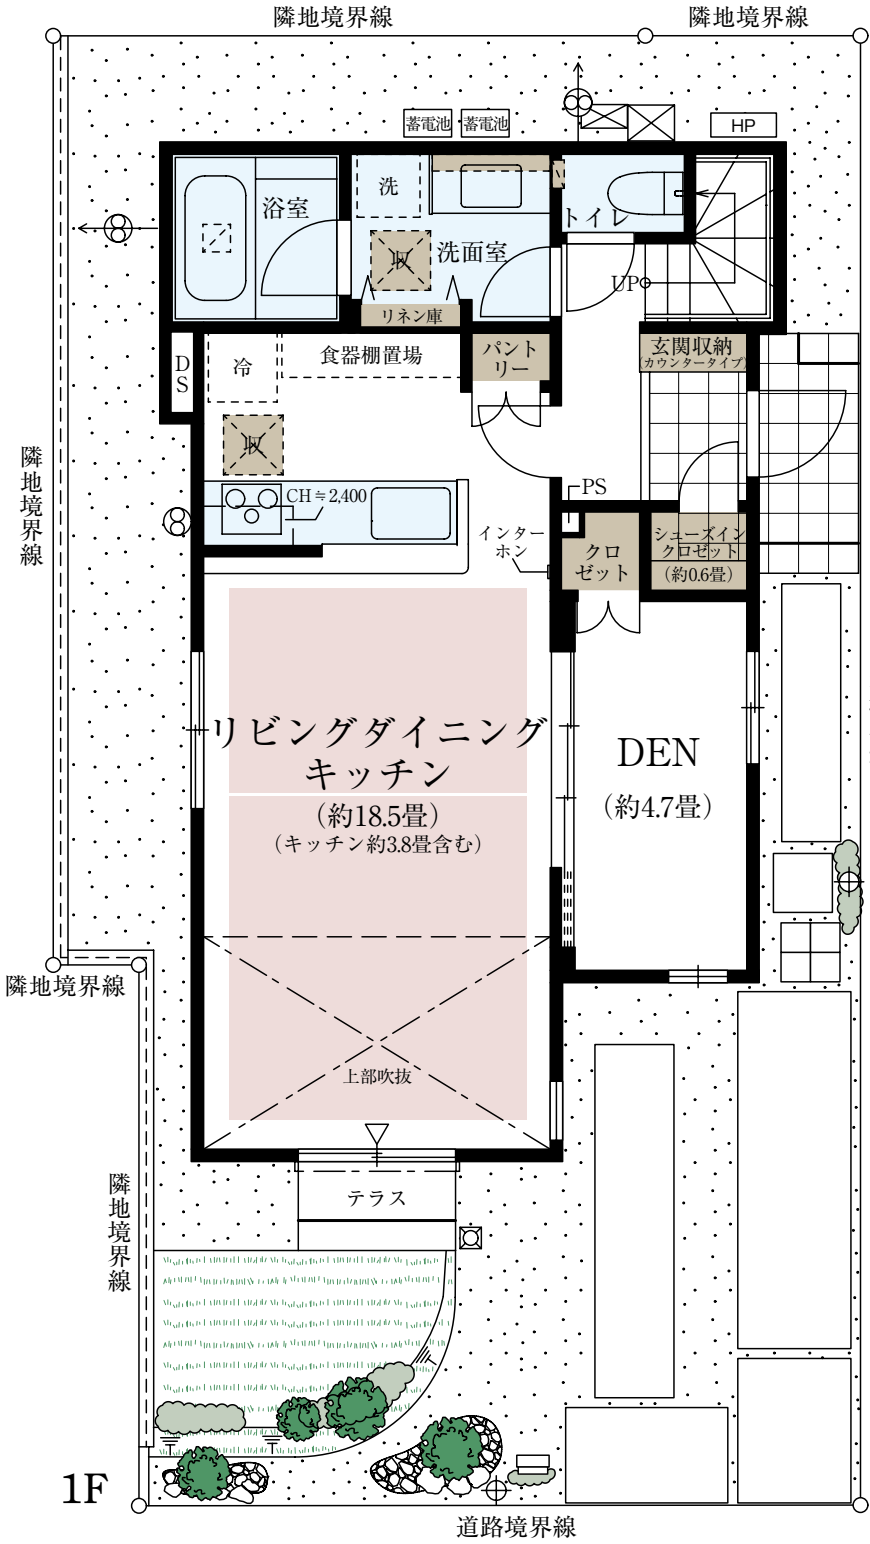 隣地境界線
隣地境界線
蓄電池
蓄電池
HP
洗
浴室
トイレ
洗面室
収
UP
リネン庫
DS
冷
食器棚置場
パント
リー
玄関収納
(カウンタータイプ)
収
隣地境界線
CH≒2,400
PS
インター
ホン
クロ
ゼット
シューズイン
クロゼット
(約0.6畳)
リビングダイニング
キッチン
(約18.5畳)
(キッチン約3.8畳含む)
DEN
(約4.7畳)
隣地境界線
上部吹抜
隣地境界線
テラス
1F
道路境界線